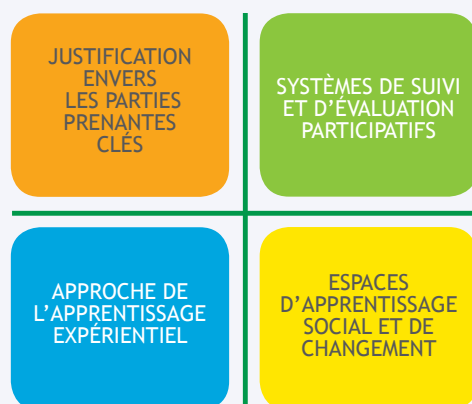 JUSTIFICATION
ENVERS
LES PARTIES
PRENANTES
CLÉS
SYSTÈMES DE SUIVI
ET D'ÉVALUATION
PARTICIPATIFS
APPROCHE DE
L'APPRENTISSAGE
EXPÉRIENTIEL
ESPACES
D'APPRENTISSAGE
SOCIAL ET DE
CHANGEMENT